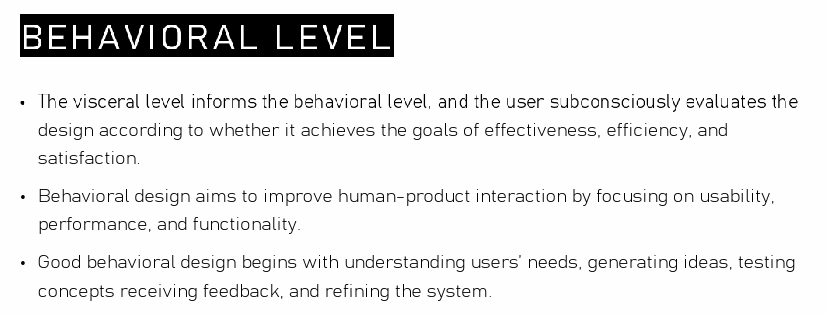 BEHAVIORAL LEVEL
• The visceral level informs the behavioral level, and the user subconsciously evaluates the
design according to whether it achieves the goals of effectiveness, efficiency, and
satisfaction.
• Behavioral design aims to improve human-product interaction by focusing on usability,
performance, and functionality.
• Good behavioral design begins with understanding users' needs, generating ideas, testing
concepts receiving feedback, and refining the system.